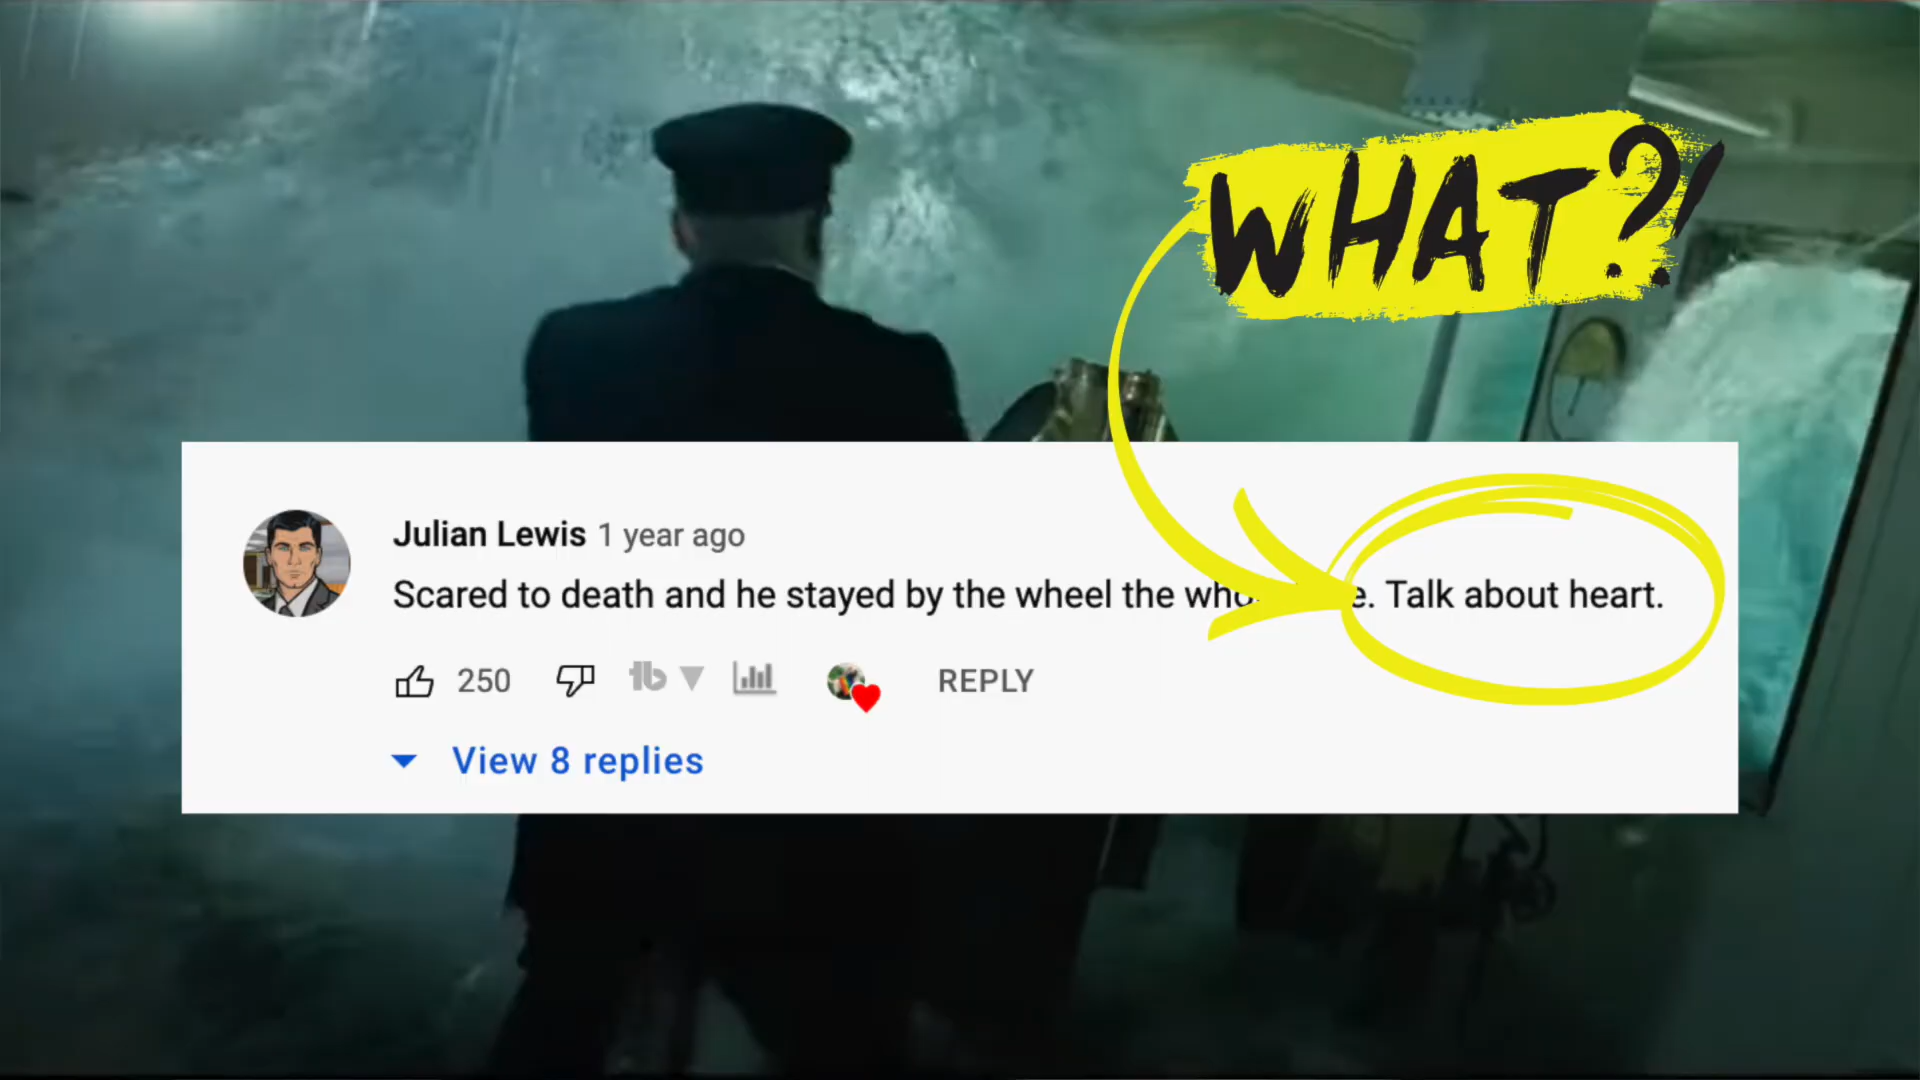 WHAT?!
Julian Lewis 1 year ago
Scared to death and he stayed by the wheel the Talk about heart.
250 tb REPLY
View 8 replies